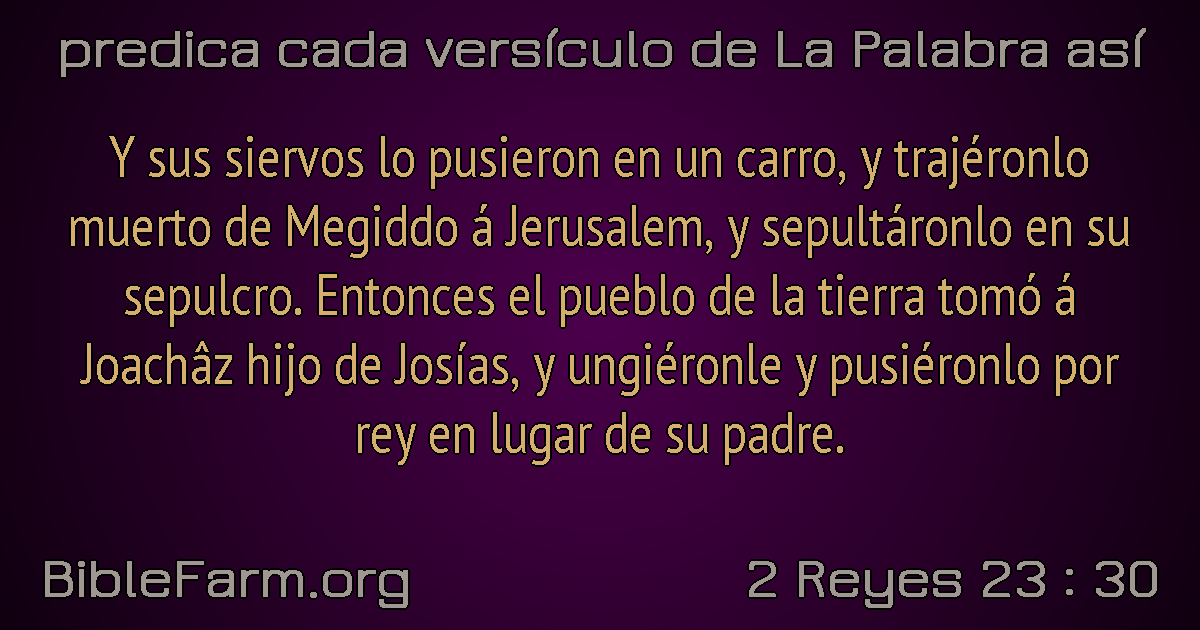 predica cada versículo de La Palabra así
Y sus siervos lo pusieron en un carro, y trajéronlo
muerto de Megiddo á Jerusalem, y sepultáronlo en su
sepulcro. Entonces el pueblo de la tierra tomó á
Joachâz hijo de Josías, y ungiéronle y pusiéronlo por
rey en lugar de su padre.
BibleFarm.org
2 Reyes 23 : 30